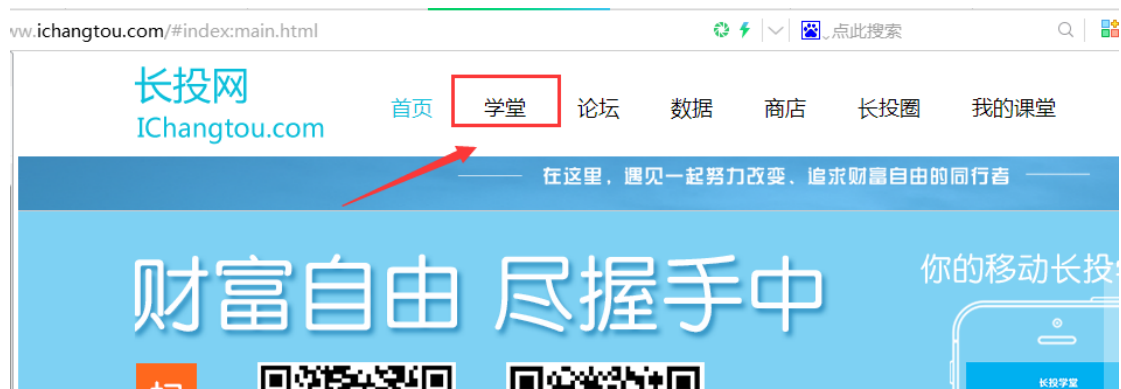 ww.ichangtou.com/#index:main.html 点此搜索
长投网
IChangtou.com
首页 学堂 论坛 数据 商店 长投圈 我的课堂
在这里，遇见一起努力改变、追求财富自由的同行者
财富自由 尽握手中
你的移动长投
长投学堂